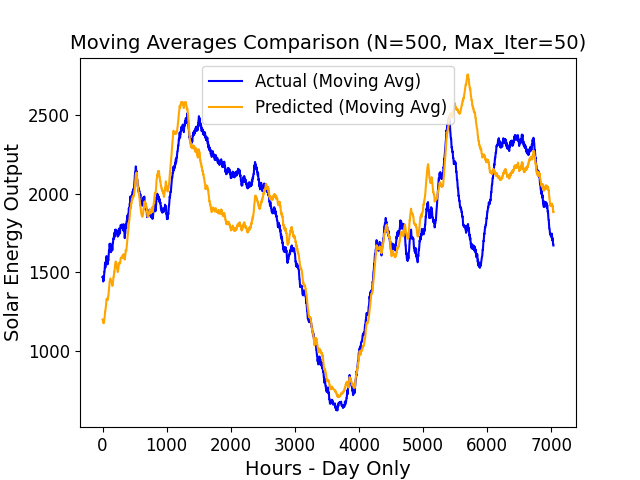 Moving Averages Comparison (N=500, Max_Iter=50)
Actual (Moving Avg)
Predicted (Moving Avg)
Solar Energy Output
2500
2000
1500
1000
0 1000 2000 3000 4000 5000 6000 7000
Hours - Day Only